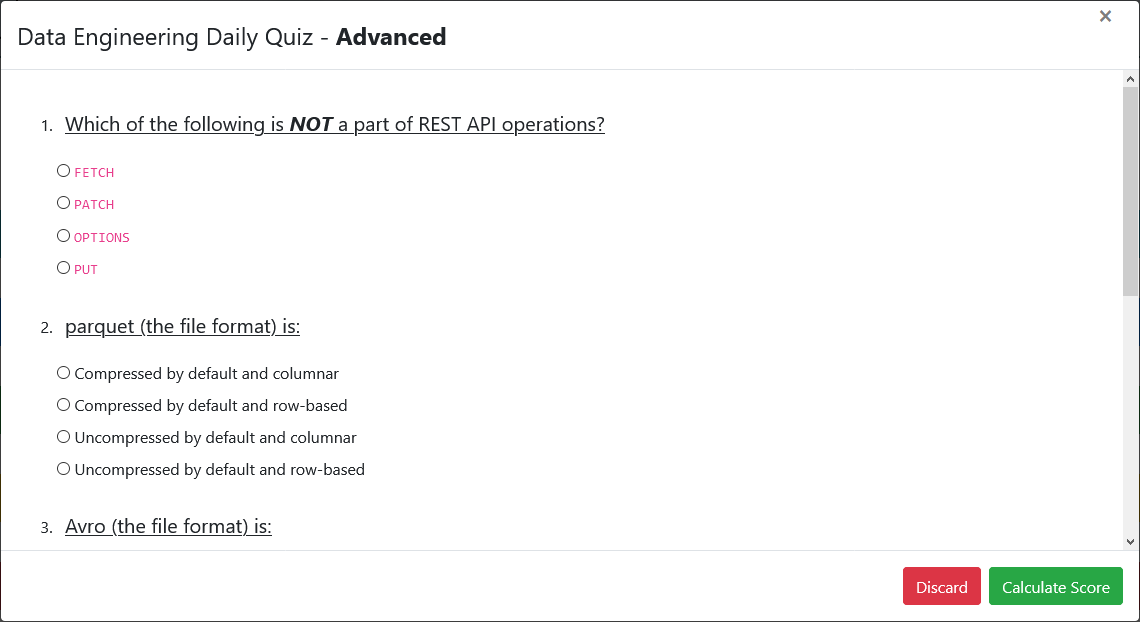 ×
Data Engineering Daily Quiz - Advanced
1. Which of the following is NOT a part of REST API operations?
FETCH
PATCH
OPTIONS
PUT
2. parquet (the file format) is:
Compressed by default and columnar
Compressed by default and row-based
Uncompressed by default and columnar
Uncompressed by default and row-based
3. Avro (the file format) is:
Discard Calculate Score